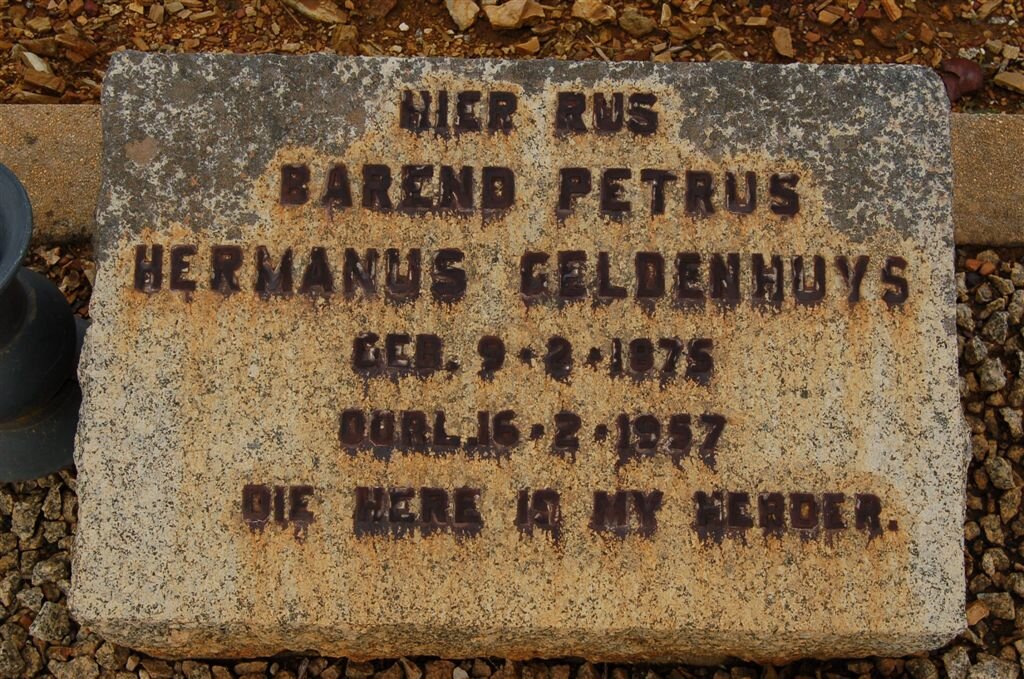 HIER RUS
BAREND PETRUS
HERMANUS GELDENHUYS
GEB. 9.2.1875
OORL. 16.2.1957
DIE HERE IS MY HERDER.